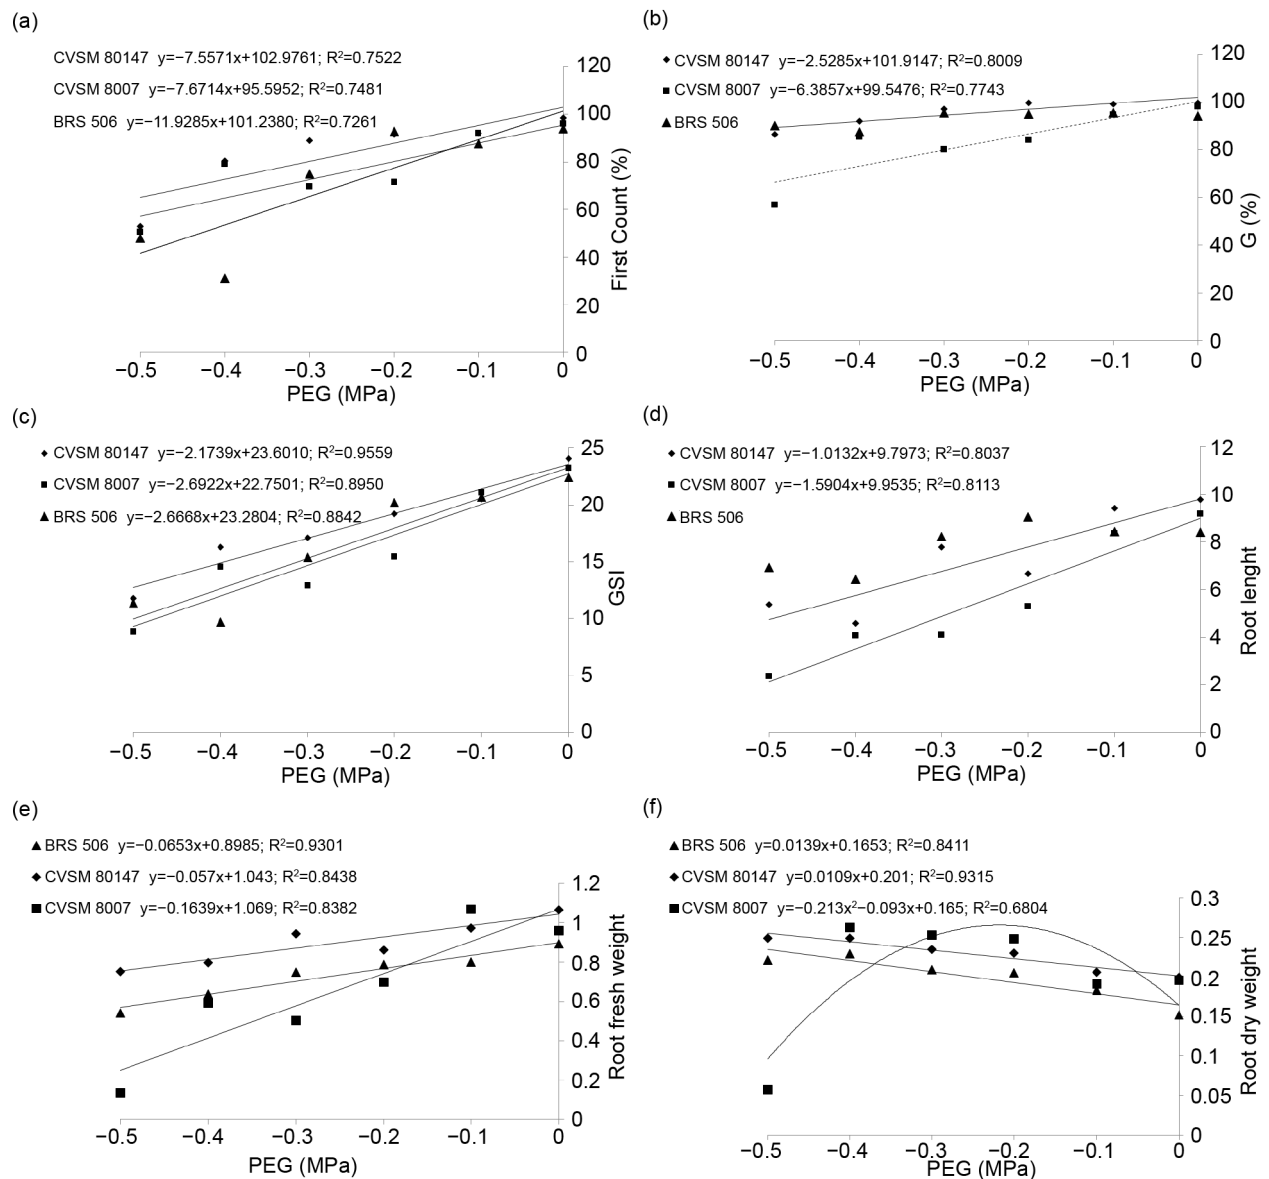 (a)
CVSM 80147 y=−7.5571x+102.9761; R²=0.7522
CVSM 8007 y=−7.6714x+95.5952; R²=0.7481
BRS 506 y=−11.9285x+101.2380; R²=0.7261
120
100
80
60
40
20
0
First Count (%)
−0.5 −0.4 −0.3 −0.2 −0.1 0
PEG (MPa)
(b)
CVSM 80147 y=−2.5285x+101.9147; R²=0.8009
CVSM 8007 y=−6.3857x+99.5476; R²=0.7743
BRS 506
120
100
80
60
40
20
0
G (%)
−0.5 −0.4 −0.3 −0.2 −0.1 0
PEG (MPa)
(c)
CVSM 80147 y=−2.1739x+23.6010; R²=0.9559
CVSM 8007 y=−2.6922x+22.7501; R²=0.8950
BRS 506 y=−2.6668x+23.2804; R²=0.8842
25
20
15
10
5
0
GSI
−0.5 −0.4 −0.3 −0.2 −0.1 0
PEG (MPa)
(d)
CVSM 80147 y=−1.0132x+9.7973; R²=0.8037
CVSM 8007 y=−1.5904x+9.9535; R²=0.8113
BRS 506
12
10
8
6
4
2
0
Root lenght
−0.5 −0.4 −0.3 −0.2 −0.1 0
PEG (MPa)
(e)
BRS 506 y=−0.0653x+0.8985; R²=0.9301
CVSM 80147 y=−0.057x+1.043; R²=0.8438
CVSM 8007 y=−0.1639x+1.069; R²=0.8382
1.2
1
0.8
0.6
0.4
0.2
0
Root fresh weight
−0.5 −0.4 −0.3 −0.2 −0.1 0
PEG (MPa)
(f)
BRS 506 y=0.0139x+0.1653; R²=0.8411
CVSM 80147 y=0.0109x+0.201; R²=0.9315
CVSM 8007 y=−0.213x²−0.093x+0.165; R²=0.6804
0.3
0.25
0.2
0.15
0.1
0.05
0
Root dry weight
−0.5 −0.4 −0.3 −0.2 −0.1 0
PEG (MPa)